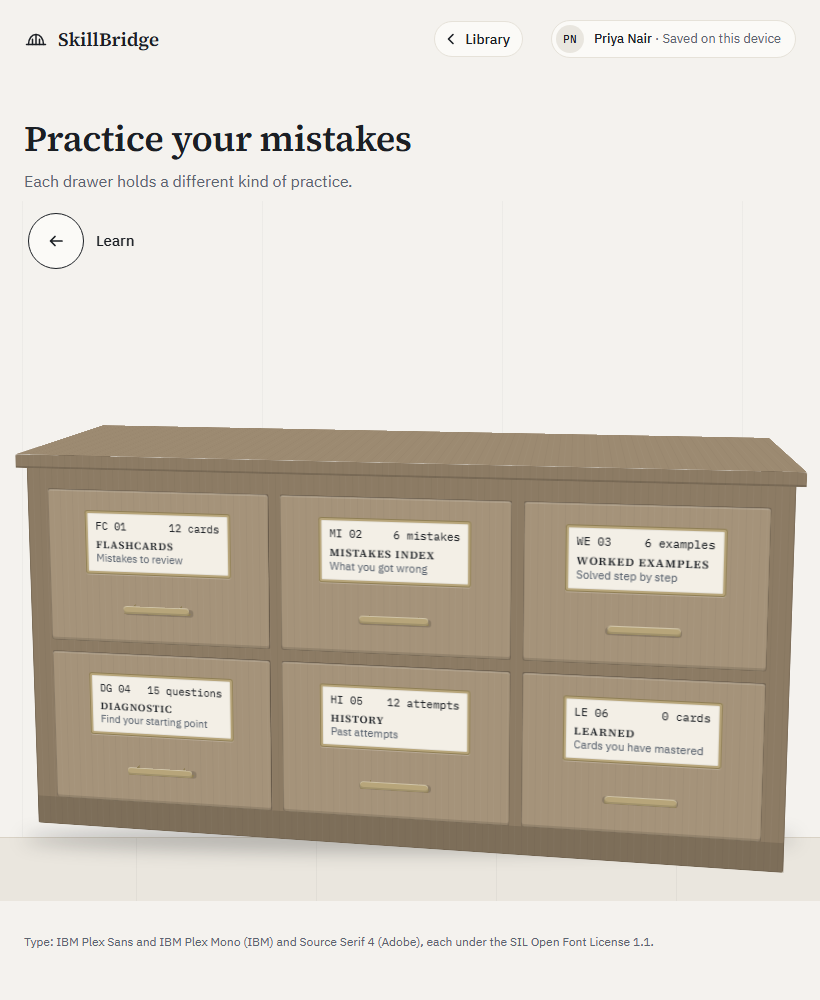 SkillBridge
Library
PN
Priya Nair · Saved on this device
Practice your mistakes
Each drawer holds a different kind of practice.
Learn
FC 01 12 cards
FLASHCARDS
Mistakes to review
MI 02 6 mistakes
MISTAKES INDEX
What you got wrong
WE 03 6 examples
WORKED EXAMPLES
Solved step by step
DG 04 15 questions
DIAGNOSTIC
Find your starting point
HI 05 12 attempts
HISTORY
Past attempts
LE 06 0 cards
LEARNED
Cards you have mastered
Type: IBM Plex Sans and IBM Plex Mono (IBM) and Source Serif 4 (Adobe), each under the SIL Open Font License 1.1.